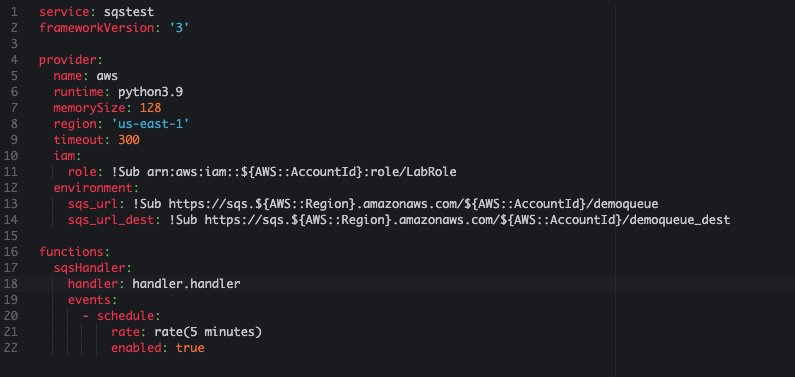 1 service: sqstest
2 frameworkVersion: '3'
3
4 provider:
5   name: aws
6   runtime: python3.9
7   memorySize: 128
8   region: 'us-east-1'
9   timeout: 300
10   iam:
11     role: !Sub arn:aws:iam::${AWS::AccountId}:role/LabRole
12   environment:
13     sqs_url: !Sub https://sqs.${AWS::Region}.amazonaws.com/${AWS::AccountId}/demoqueue
14     sqs_url_dest: !Sub https://sqs.${AWS::Region}.amazonaws.com/${AWS::AccountId}/demoqueue_dest
15
16 functions:
17   sqsHandler:
18     handler: handler.handler
19     events:
20       - schedule:
21           rate: rate(5 minutes)
22           enabled: true